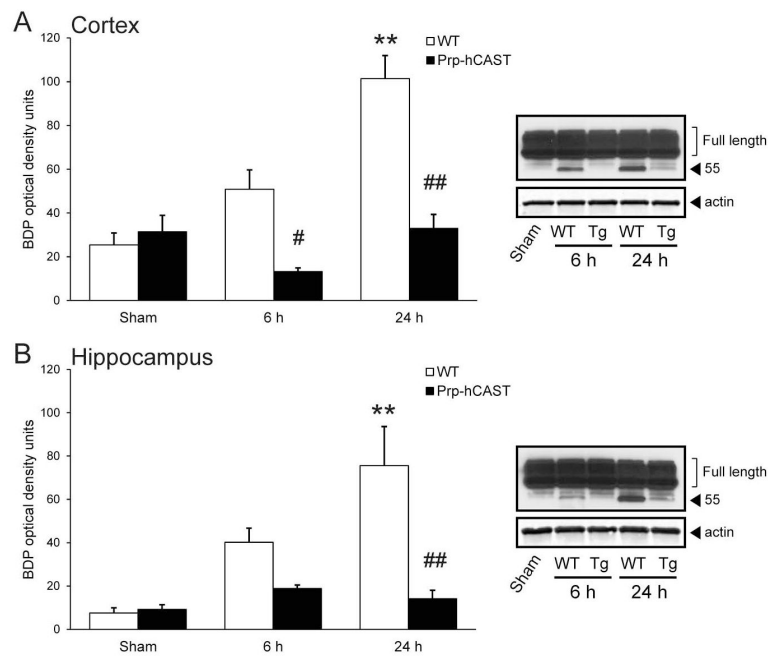 A Cortex
BDP optical density units
120
100
80
60
40
20
0
**
#
##
WT
Prp-hCAST
Sham 6 h 24 h
Full length
55
actin
Sham WT Tg WT Tg
6 h 24 h
B Hippocampus
BDP optical density units
120
100
80
60
40
20
0
**
##
WT
Prp-hCAST
Sham 6 h 24 h
Full length
55
actin
Sham WT Tg WT Tg
6 h 24 h